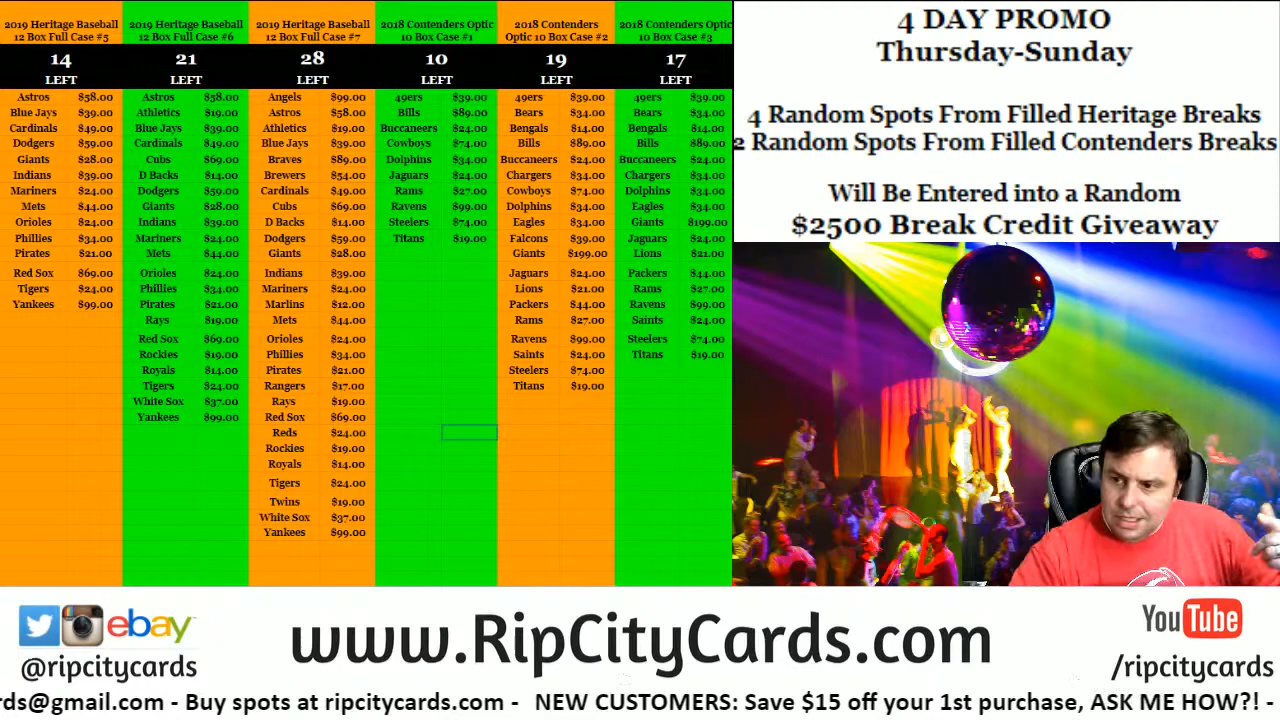 2019 Heritage Baseball 12 Box Full Case #5
14
LEFT
Astros $58.00
Blue Jays $39.00
Cardinals $49.00
Dodgers $59.00
Giants $28.00
Indians $39.00
Mariners $24.00
Mets $44.00
Orioles $24.00
Phillies $34.00
Pirates $21.00
Red Sox $69.00
Tigers $24.00
Yankees $99.00
2019 Heritage Baseball 12 Box Full Case #6
21
LEFT
Astros $58.00
Athletics $19.00
Blue Jays $39.00
Cardinals $49.00
Cubs $69.00
D Backs $14.00
Dodgers $59.00
Giants $28.00
Indians $39.00
Mariners $24.00
Mets $44.00
Orioles $24.00
Phillies $34.00
Pirates $21.00
Rays $19.00
Red Sox $69.00
Rockies $19.00
Royals $14.00
Tigers $24.00
White Sox $37.00
Yankees $99.00
2019 Heritage Baseball 12 Box Full Case #7
28
LEFT
Angels $99.00
Astros $58.00
Athletics $19.00
Blue Jays $39.00
Braves $89.00
Brewers $54.00
Cardinals $49.00
Cubs $69.00
D Backs $14.00
Dodgers $59.00
Giants $28.00
Indians $39.00
Mariners $24.00
Marlins $12.00
Mets $44.00
Orioles $24.00
Phillies $34.00
Pirates $21.00
Rangers $17.00
Rays $19.00
Red Sox $69.00
Reds $24.00
Rockies $19.00
Royals $14.00
Tigers $24.00
Twins $19.00
White Sox $37.00
Yankees $99.00
2018 Contenders Optic 10 Box Case #1
10
LEFT
49ers $39.00
Bills $89.00
Buccaneers $24.00
Cowboys $74.00
Dolphins $34.00
Jaguars $24.00
Rams $27.00
Ravens $99.00
Steelers $74.00
Titans $19.00
2018 Contenders Optic 10 Box Case #2
19
LEFT
49ers $39.00
Bears $34.00
Bengals $14.00
Bills $89.00
Buccaneers $24.00
Chargers $34.00
Cowboys $74.00
Dolphins $34.00
Eagles $34.00
Falcons $39.00
Giants $199.00
Jaguars $24.00
Lions $21.00
Packers $44.00
Rams $27.00
Ravens $99.00
Saints $24.00
Steelers $74.00
Titans $19.00
2018 Contenders Optic 10 Box Case #3
17
LEFT
49ers $39.00
Bears $34.00
Bengals $14.00
Bills $89.00
Buccaneers $24.00
Chargers $34.00
Dolphins $34.00
Eagles $34.00
Giants $199.00
Jaguars $24.00
Lions $21.00
Packers $44.00
Rams $27.00
Ravens $99.00
Saints $24.00
Steelers $74.00
Titans $19.00
4 DAY PROMO
Thursday-Sunday
4 Random Spots From Filled Heritage Breaks
2 Random Spots From Filled Contenders Breaks
Will Be Entered into a Random
$2500 Break Credit Giveaway
ebay
@ripcitycards
www.RipCityCards.com
YouTube
/ripcitycards
rds@gmail.com - Buy spots at ripcitycards.com - NEW CUSTOMERS: Save $15 off your 1st purchase, ASK ME HOW?! -